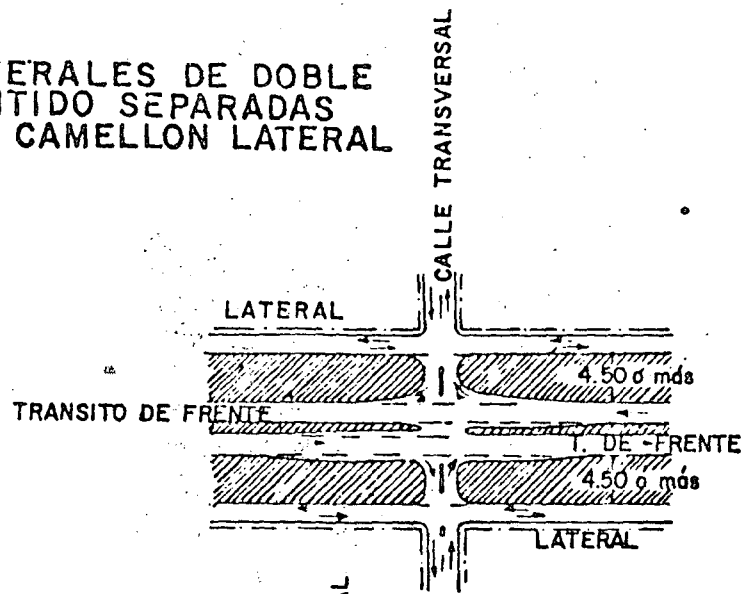 ERALES DE DOBLE
TIDO SEPARADAS
CAMELLON LATERAL
CALLE TRANSVERSAL
LATERAL
4.50 o más
TRANSITO DE FRENTE
T. DE -FRENTE
4.50 o más
LATERAL